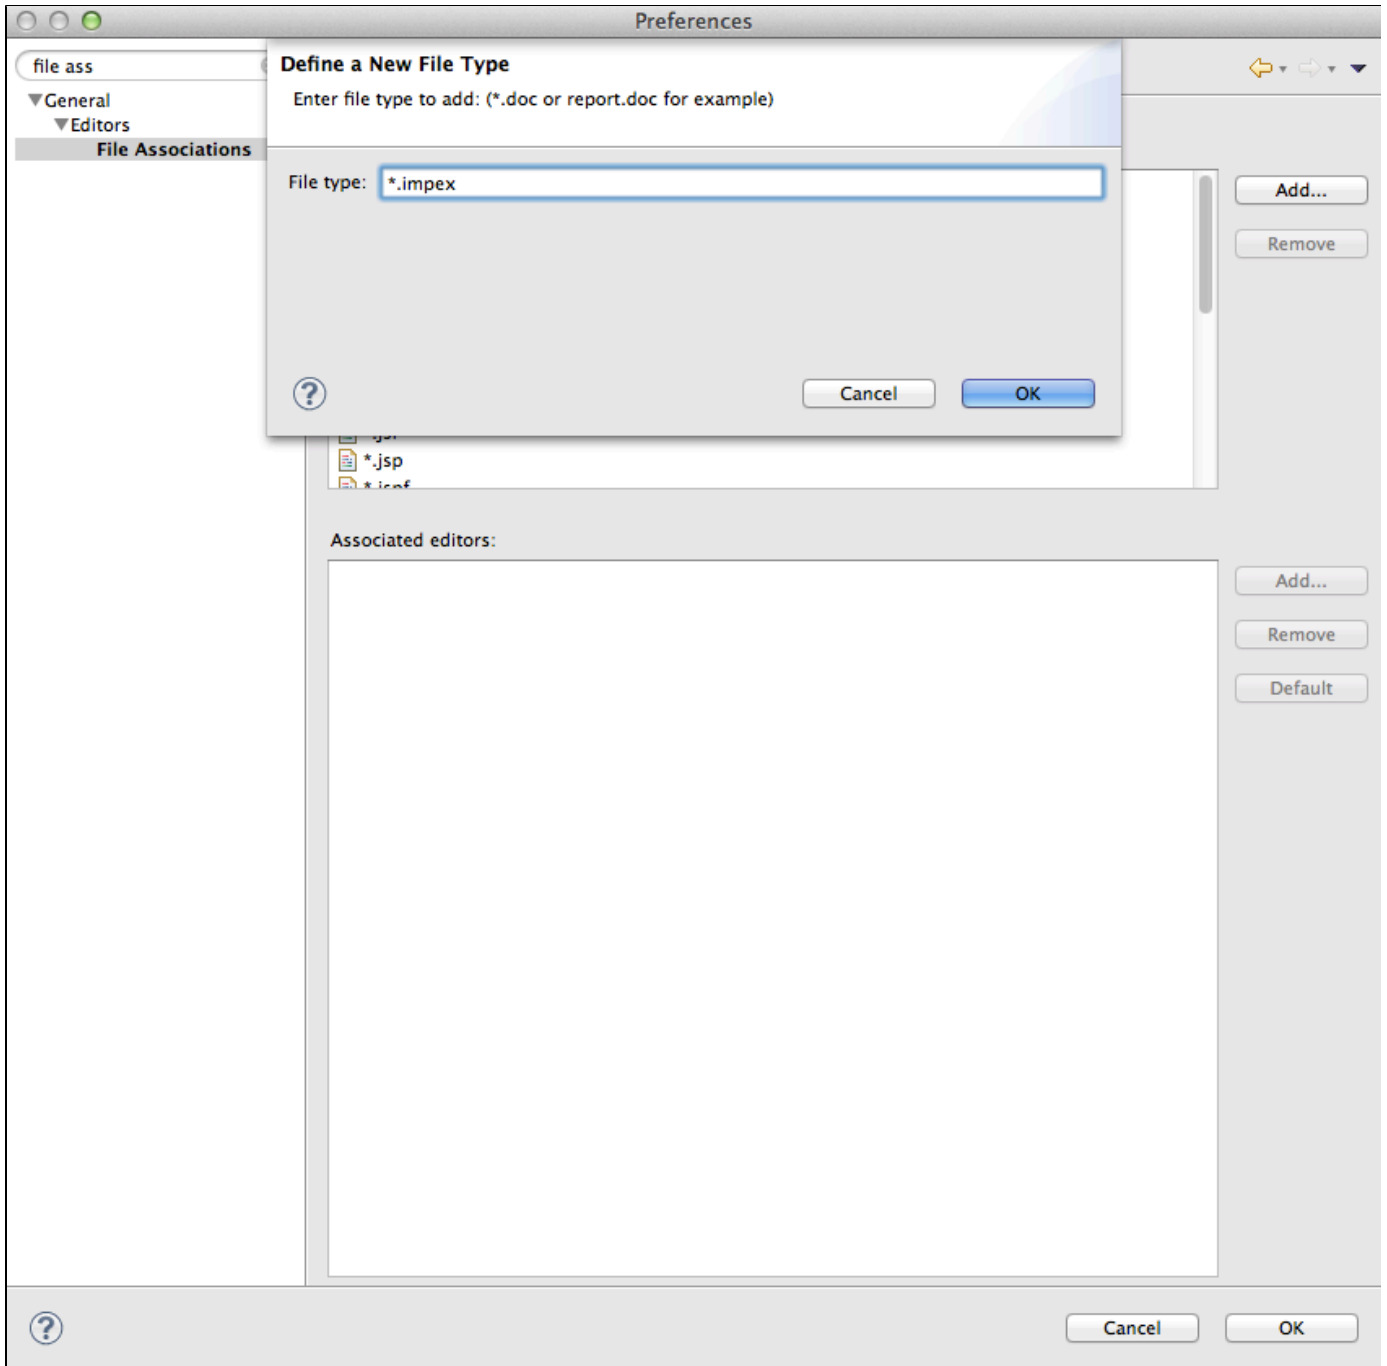 Preferences
file ass
General
Editors
File Associations
Define a New File Type
Enter file type to add: (*.doc or report.doc for example)
File type: *.impex
Cancel OK
Add...
Remove
*.jsp
Associated editors:
Add...
Remove
Default
Cancel OK